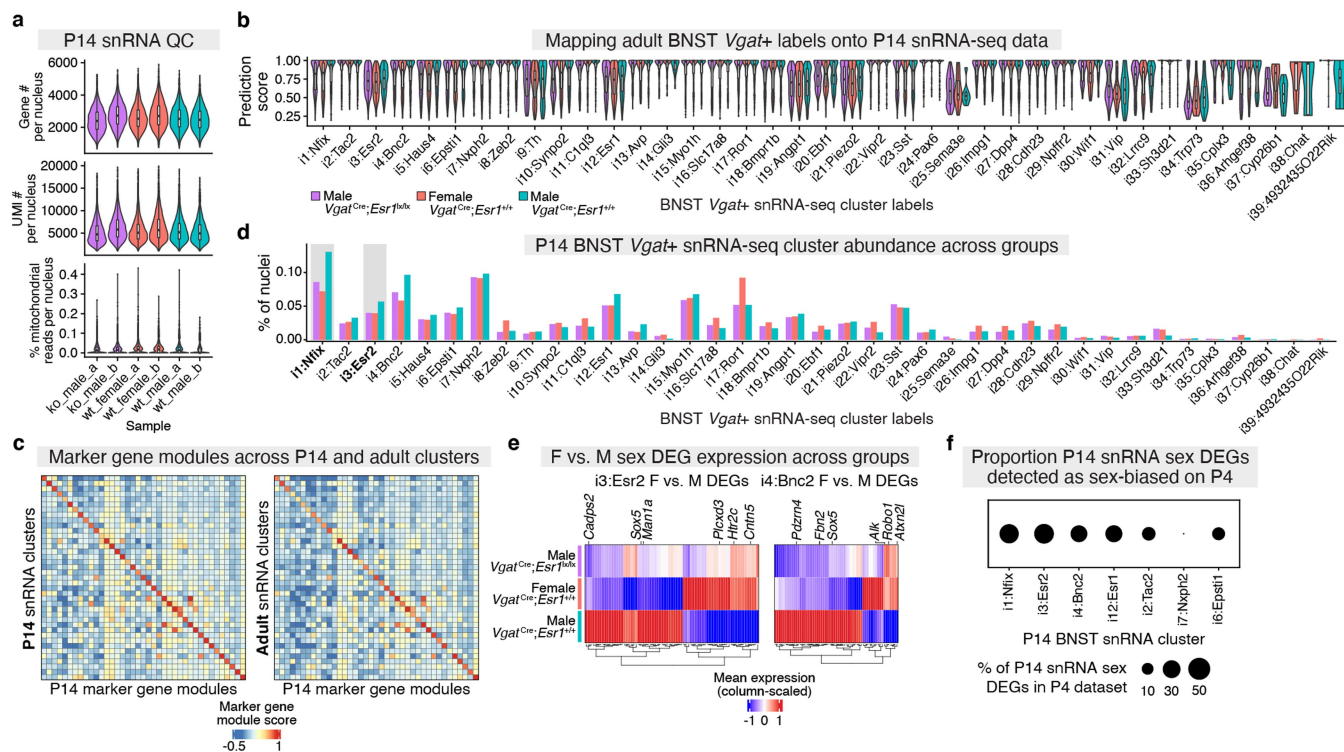 a
P14 snRNA QC
Gene #
per nucleus
6000
4000
2000
UMI #
per nucleus
20000
15000
10000
5000
% mitochondrial
reads per nucleus
0.4
0.3
0.2
0.1
0.0
ko_male_a
ko_male_b
wt_female_a
wt_female_b
wt_male_a
wt_male_b
Sample
b
Mapping adult BNST Vgat+ labels onto P14 snRNA-seq data
Prediction
score
1.00
0.75
0.50
0.25
i1:Nfix
i2:Tac2
i3:Esr2
i4:Bnc2
i5:Haus4
i6:Epsti1
i7:Nxph2
i8:Zeb2
i9:Th
i10:Synpo2
i11:C1ql3
i12:Esr1
i13:Avp
i14:Gli3
i15:Myo1h
i16:Slc17a8
i17:Ror1
i18:Bmpr1b
i19:Angpt1
i20:Ebf1
i21:Piezo2
i22:Vipr2
i23:Sst
i24:Pax6
i25:Sema3e
i26:Impg1
i27:Dpp4
i28:Cdh23
i29:Npffr2
i30:Wif1
i31:Vip
i32:Lrrc9
i33:Sh3d21
i34:Trp73
i35:Cplx3
i36:Arhgef38
i37:Cyp26b1
i38:Chat
i39:4932435O22Rik
Male
VgatCre;Esr1lx/lx
Female
VgatCre;Esr1+/+
Male
VgatCre;Esr1+/+
BNST Vgat+ snRNA-seq cluster labels
d
P14 BNST Vgat+ snRNA-seq cluster abundance across groups
% of nuclei
0.10
0.05
0.00
i1:Nfix
i2:Tac2
i3:Esr2
i4:Bnc2
i5:Haus4
i6:Epsti1
i7:Nxph2
i8:Zeb2
i9:Th
i10:Synpo2
i11:C1ql3
i12:Esr1
i13:Avp
i14:Gli3
i15:Myo1h
i16:Slc17a8
i17:Ror1
i18:Bmpr1b
i19:Angpt1
i20:Ebf1
i21:Piezo2
i22:Vipr2
i23:Sst
i24:Pax6
i25:Sema3e
i26:Impg1
i27:Dpp4
i28:Cdh23
i29:Npffr2
i30:Wif1
i31:Vip
i32:Lrrc9
i33:Sh3d21
i34:Trp73
i35:Cplx3
i36:Arhgef38
i37:Cyp26b1
i38:Chat
i39:4932435O22Rik
BNST Vgat+ snRNA-seq cluster labels
c
Marker gene modules across P14 and adult clusters
P14 snRNA clusters
Adult snRNA clusters
P14 marker gene modules
P14 marker gene modules
Marker gene
module score
-0.5
1
e
F vs. M sex DEG expression across groups
i3:Esr2 F vs. M DEGs
i4:Bnc2 F vs. M DEGs
Cadps2
Sox5
Man1a
Plcxd3
Htr2c
Cntn5
Pdzrn4
Fbn2
Sox5
Alk
Robo1
Atxn2l
Male
VgatCre;Esr1lx/lx
Female
VgatCre;Esr1+/+
Male
VgatCre;Esr1+/+
Mean expression
(column-scaled)
-1 0 1
f
Proportion P14 snRNA sex DEGs
detected as sex-biased on P4
i1:Nfix
i3:Esr2
i4:Bnc2
i12:Esr1
i2:Tac2
i7:Nxph2
i6:Epsti1
P14 BNST snRNA cluster
% of P14 snRNA sex
DEGs in P4 dataset
10 30 50